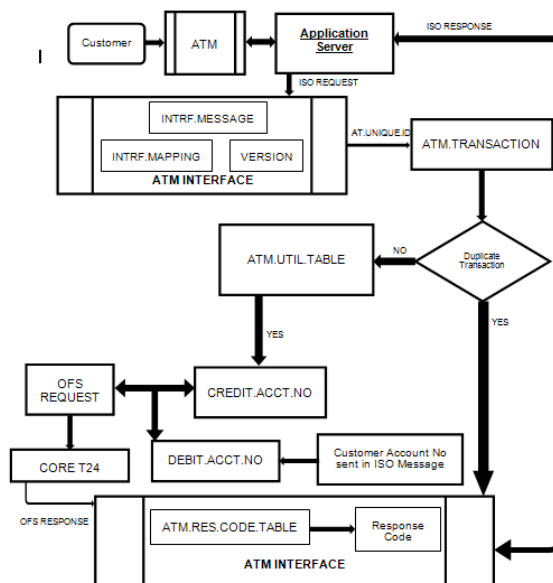 ISO RESPONSE
Customer
ATM
Application
Server
ISO REQUEST
INTRF.MESSAGE
INTRF.MAPPING
VERSION
ATM INTERFACE
AT.UNIQUE.ID
ATM.TRANSACTION
Duplicate
Transaction
NO
YES
ATM.UTIL.TABLE
YES
OFS
REQUEST
CREDIT.ACCT.NO
CORE T24
DEBIT.ACCT.NO
Customer Account No
sent in ISO Message
OFS RESPONSE
ATM.RES.CODE.TABLE
Response
Code
ATM INTERFACE